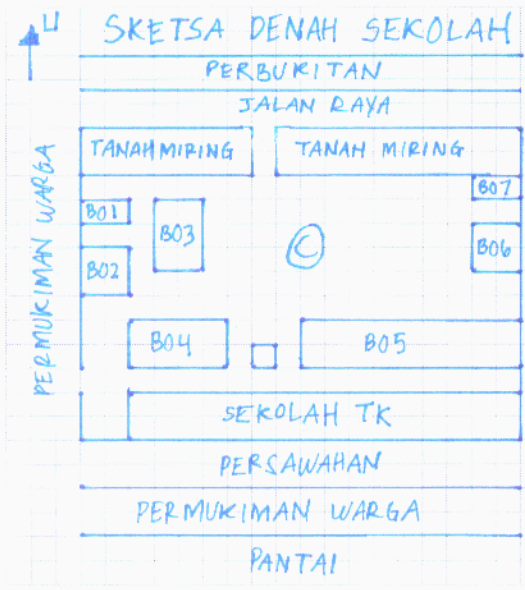 U
SKETSA DENAH SEKOLAH
PERBUKITAN
JALAN RAYA
TANAH MIRING
TANAH MIRING
B07
B01
B03
C
B06
B02
PERMUKIMAN WARGA
B04
B05
SEKOLAH TK
PERSAWAHAN
PERMUKIMAN WARGA
PANTAI